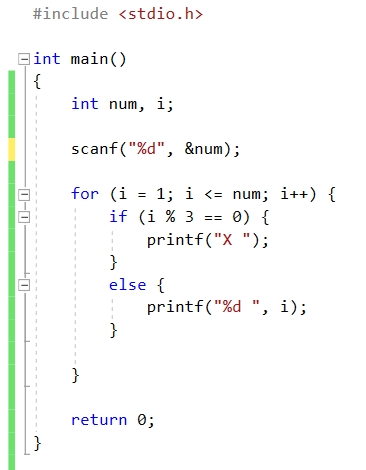 #include <stdio.h>
int main()
{
int num, i;
scanf("%d", &num);
for (i = 1; i <= num; i++) {
if (i % 3 == 0) {
printf("X ");
}
else {
printf("%d ", i);
}
}
return 0;
}